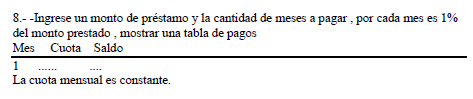 8.- -Ingrese un monto de préstamo y la cantidad de meses a pagar , por cada mes es 1%
del monto prestado , mostrar una tabla de pagos
Mes Cuota Saldo
1 ...... ....
La cuota mensual es constante.